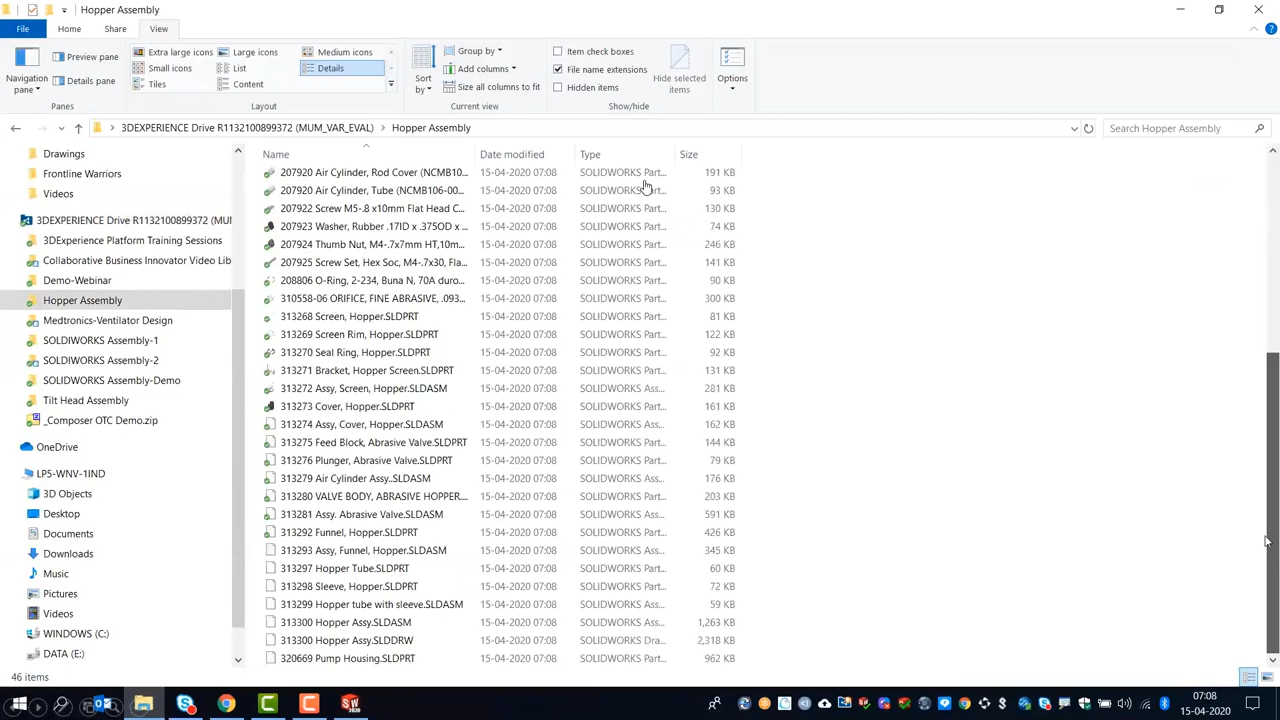 Hopper Assembly
File
Home
Share
View
Navigation pane
Preview pane
Details pane
Panes
Extra large icons
Large icons
Medium icons
Small icons
List
Details
Tiles
Content
Layout
Sort by
Group by
Add columns
Size all columns to fit
Current view
Item check boxes
File name extensions
Hidden items
Hide selected items
Show/hide
Options
3DEXPERIENCE Drive R1132100899372 (MUM_VAR_EVAL) > Hopper Assembly
Search Hopper Assembly
Drawings
Frontline Warriors
Videos
3DEXPERIENCE Drive R1132100899372 (MUM
3DExperience Platform Training Sessions
Collaborative Business Innovator Video Lib
Demo-Webinar
Hopper Assembly
Medtronics-Ventilator Design
SOLDIWORKS Assembly-1
SOLDIWORKS Assembly-2
SOLDIWORKS Assembly-Demo
Tilt Head Assembly
_Composer OTC Demo.zip
OneDrive
LP5-WNV-1IND
3D Objects
Desktop
Documents
Downloads
Music
Pictures
Videos
WINDOWS (C:)
DATA (E:)
Name Date modified Type Size
207920 Air Cylinder, Rod Cover (NCMB10... 15-04-2020 07:08 SOLIDWORKS Part... 191 KB
207920 Air Cylinder, Tube (NCMB106-00... 15-04-2020 07:08 SOLIDWORKS Part... 93 KB
207922 Screw M5-.8 x10mm Flat Head C... 15-04-2020 07:08 SOLIDWORKS Part... 130 KB
207923 Washer, Rubber .17ID x .375OD x ... 15-04-2020 07:08 SOLIDWORKS Part... 74 KB
207924 Thumb Nut, M4-.7x7mm HT,10m... 15-04-2020 07:08 SOLIDWORKS Part... 246 KB
207925 Screw Set, Hex Soc, M4-.7x30, Fla... 15-04-2020 07:08 SOLIDWORKS Part... 141 KB
208806 O-Ring, 2-234, Buna N, 70A duro... 15-04-2020 07:08 SOLIDWORKS Part... 90 KB
310558-06 ORIFICE, FINE ABRASIVE, .093... 15-04-2020 07:08 SOLIDWORKS Part... 300 KB
313268 Screen, Hopper.SLDPRT 15-04-2020 07:08 SOLIDWORKS Part... 81 KB
313269 Screen Rim, Hopper.SLDPRT 15-04-2020 07:08 SOLIDWORKS Part... 122 KB
313270 Seal Ring, Hopper.SLDPRT 15-04-2020 07:08 SOLIDWORKS Part... 92 KB
313271 Bracket, Hopper Screen.SLDPRT 15-04-2020 07:08 SOLIDWORKS Part... 131 KB
313272 Assy, Screen, Hopper.SLDASM 15-04-2020 07:08 SOLIDWORKS Ass... 281 KB
313273 Cover, Hopper.SLDPRT 15-04-2020 07:08 SOLIDWORKS Part... 161 KB
313274 Assy, Cover, Hopper.SLDASM 15-04-2020 07:08 SOLIDWORKS Ass... 162 KB
313275 Feed Block, Abrasive Valve.SLDPRT 15-04-2020 07:08 SOLIDWORKS Part... 144 KB
313276 Plunger, Abrasive Valve.SLDPRT 15-04-2020 07:08 SOLIDWORKS Part... 79 KB
313279 Air Cylinder Assy..SLDASM 15-04-2020 07:08 SOLIDWORKS Ass... 176 KB
313280 VALVE BODY, ABRASIVE HOPPER.... 15-04-2020 07:08 SOLIDWORKS Part... 203 KB
313281 Assy. Abrasive Valve.SLDASM 15-04-2020 07:08 SOLIDWORKS Ass... 591 KB
313292 Funnel, Hopper.SLDPRT 15-04-2020 07:08 SOLIDWORKS Part... 426 KB
313293 Assy, Funnel, Hopper.SLDASM 15-04-2020 07:08 SOLIDWORKS Ass... 345 KB
313297 Hopper Tube.SLDPRT 15-04-2020 07:08 SOLIDWORKS Part... 60 KB
313298 Sleeve, Hopper.SLDPRT 15-04-2020 07:08 SOLIDWORKS Part... 72 KB
313299 Hopper tube with sleeve.SLDASM 15-04-2020 07:08 SOLIDWORKS Ass... 59 KB
313300 Hopper Assy.SLDASM 15-04-2020 07:08 SOLIDWORKS Ass... 1,263 KB
313300 Hopper Assy.SLDDRW 15-04-2020 07:08 SOLIDWORKS Dra... 2,318 KB
320669 Pump Housing.SLDPRT 15-04-2020 07:08 SOLIDWORKS Part... 962 KB
46 items
07:08
15-04-2020